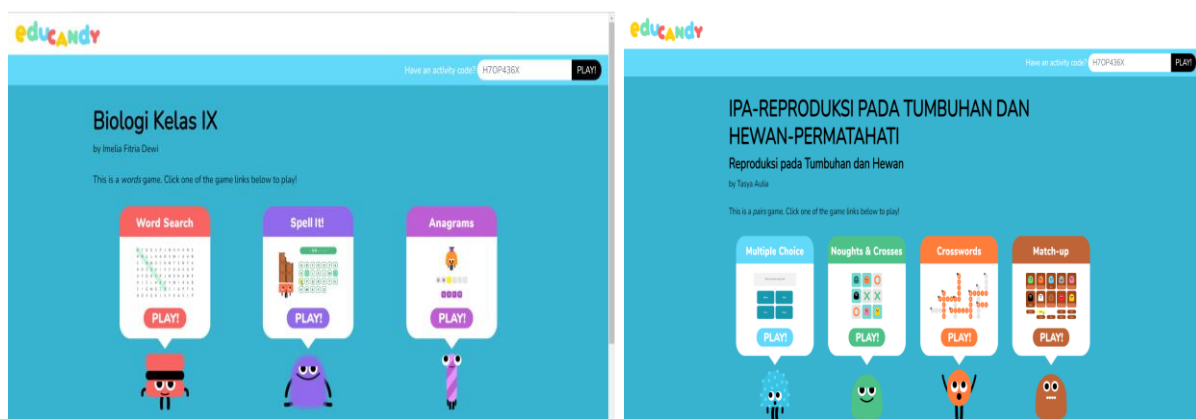 eduCANdY
Have an activity code? H7OP436X PLAY!
Biologi Kelas IX
by Imelia Fitria Dewi
This is a words game. Click one of the game links below to play!
Word Search
Spell It!
Anagrams
PLAY!
PLAY!
PLAY!
eduCANdY
Have an activity code? H7OP436X PLAY!
IPA-REPRODUKSI PADA TUMBUHAN DAN
HEWAN-PERMATAHATI
Reproduksi pada Tumbuhan dan Hewan
by Tasya Aulia
This is a pairs game. Click one of the game links below to play!
Multiple Choice
Noughts & Crosses
Crosswords
Match-up
PLAY!
PLAY!
PLAY!
PLAY!